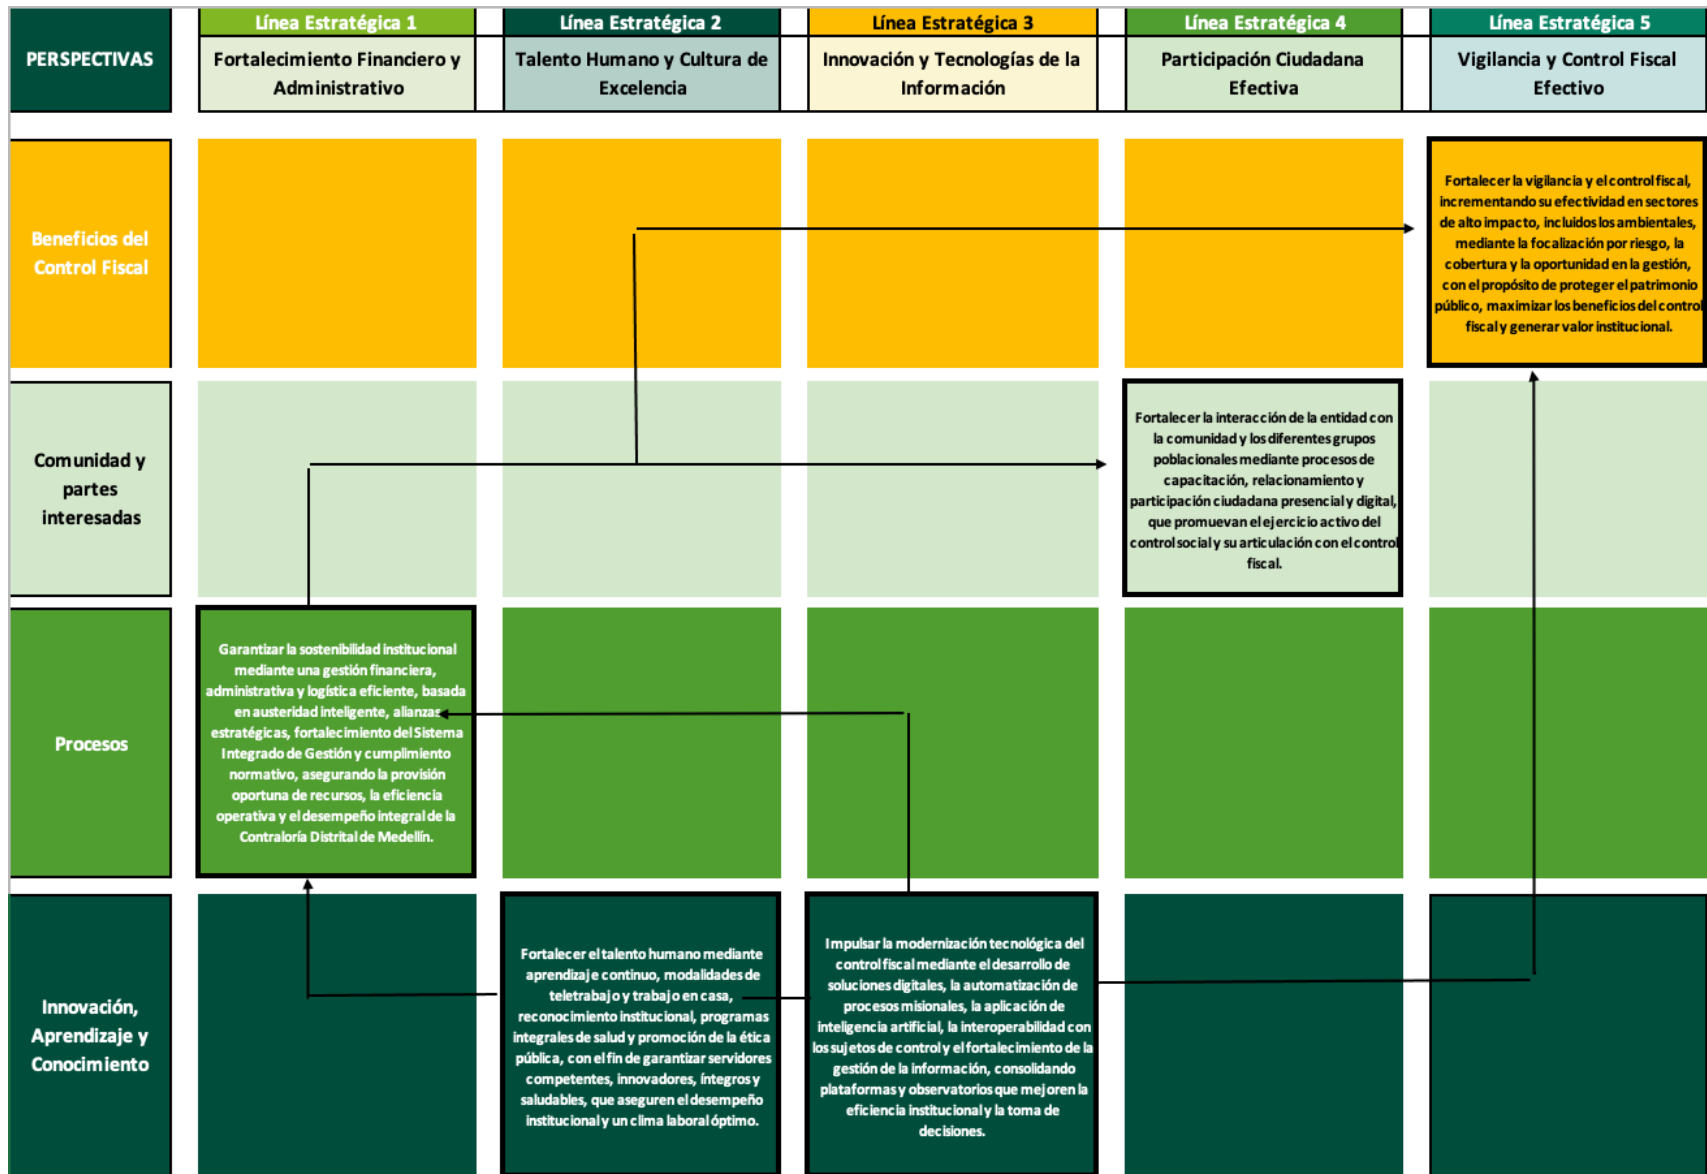 PERSPECTIVAS
Línea Estratégica 1
Fortalecimiento Financiero y
Administrativo
Línea Estratégica 2
Talento Humano y Cultura de
Excelencia
Línea Estratégica 3
Innovación y Tecnologías de la
Información
Línea Estratégica 4
Participación Ciudadana
Efectiva
Línea Estratégica 5
Vigilancia y Control Fiscal
Efectivo
Beneficios del
Control Fiscal
Fortalecer la vigilancia y el control fiscal,
incrementando su efectividad en sectores
de alto impacto, incluidos los ambientales,
mediante la focalización por riesgo, la
cobertura y la oportunidad en la gestión,
con el propósito de proteger el patrimonio
público, maximizar los beneficios del control
fiscal y generar valor institucional.
Comunidad y
partes
interesadas
Fortalecer la interacción de la entidad con
la comunidad y los diferentes grupos
poblacionales mediante procesos de
capacitación, relacionamiento y
participación ciudadana presencial y digital,
que promuevan el ejercicio activo del
control social y su articulación con el control
fiscal.
Procesos
Garantizar la sostenibilidad institucional
mediante una gestión financiera,
administrativa y logística eficiente, basada
en austeridad inteligente, alianzas
estratégicas, fortalecimiento del Sistema
Integrado de Gestión y cumplimiento
normativo, asegurando la provisión
oportuna de recursos, la eficiencia
operativa y el desempeño integral de la
Contraloría Distrital de Medellín.
Innovación,
Aprendizaje y
Conocimiento
Fortalecer el talento humano mediante
aprendizaje continuo, modalidades de
teletrabajo y trabajo en casa,
reconocimiento institucional, programas
integrales de salud y promoción de la ética
pública, con el fin de garantizar servidores
competentes, innovadores, íntegros y
saludables, que aseguren el desempeño
institucional y un clima laboral óptimo.
Impulsar la modernización tecnológica del
control fiscal mediante el desarrollo de
soluciones digitales, la automatización de
procesos misionales, la aplicación de
inteligencia artificial, la interoperabilidad con
los sujetos de control y el fortalecimiento de la
gestión de la información, consolidando
plataformas y observatorios que mejoren la
eficiencia institucional y la toma de
decisiones.